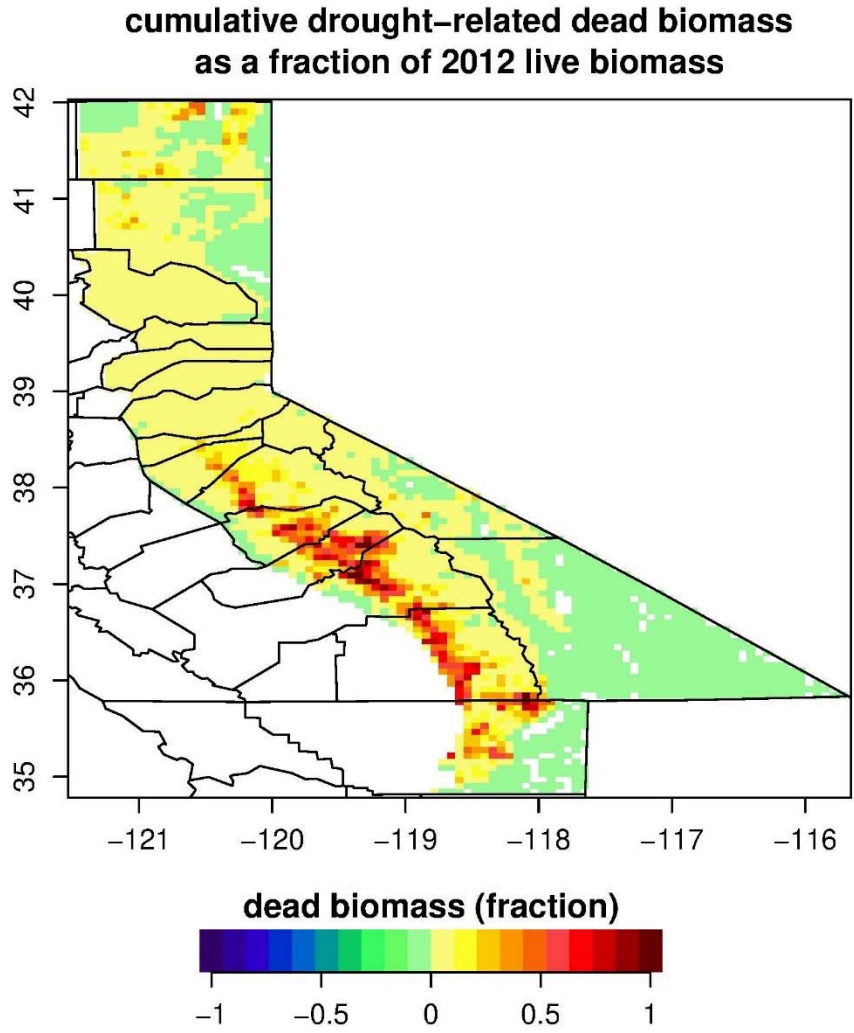 cumulative drought−related dead biomass
as a fraction of 2012 live biomass
42
41
40
39
38
37
36
35
−121 −120 −119 −118 −117 −116
dead biomass (fraction)
−1 −0.5 0 0.5 1